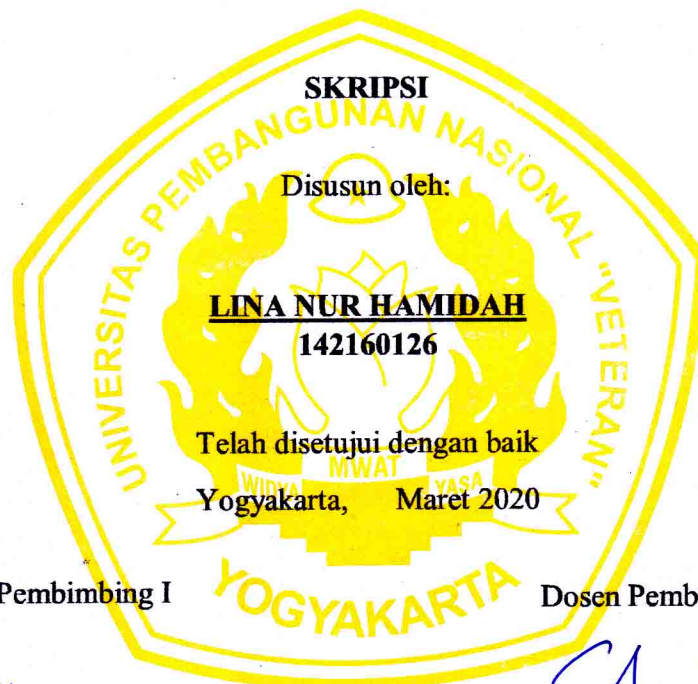 SKRIPSI
UNIVERSITAS PEMBANGUNAN NASIONAL "VETERAN"
Disusun oleh:
LINA NUR HAMIDAH
142160126
Telah disetujui dengan baik
WIDYA MWAT YASA
Yogyakarta, Maret 2020
YOGYAKARTA
Pembimbing I Dosen Pemb